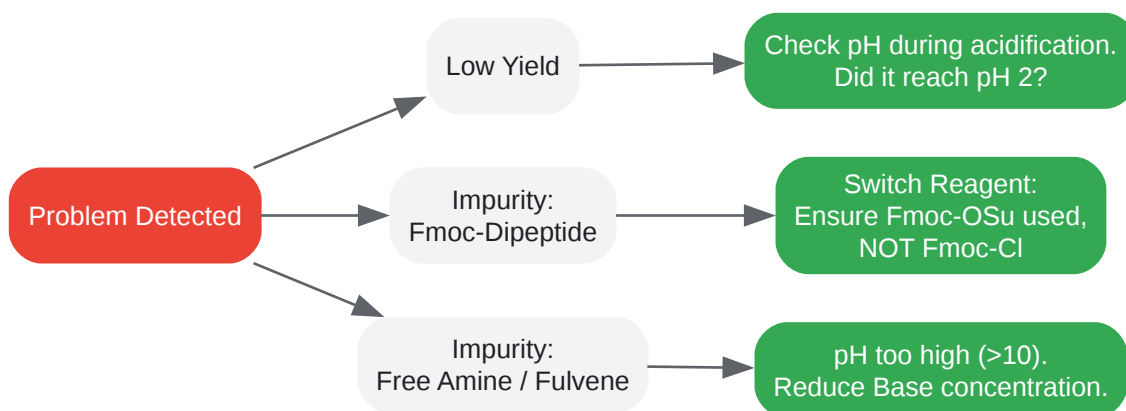 Problem Detected
Low Yield
Check pH during acidification.
Did it reach pH 2?
Impurity:
Fmoc-Dipeptide
Switch Reagent:
Ensure Fmoc-OSu used,
NOT Fmoc-Cl
Impurity:
Free Amine / Fulvene
pH too high (>10).
Reduce Base concentration.